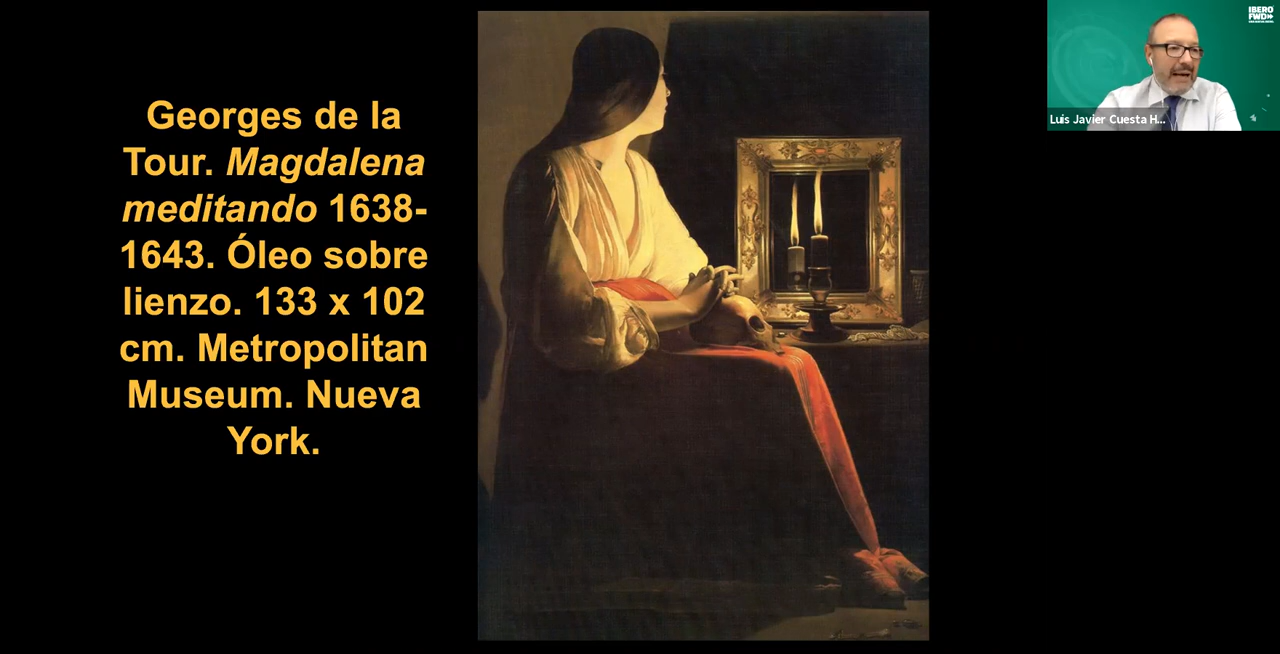 Georges de la
Tour. Magdalena
meditando 1638-
1643. Óleo sobre
lienzo. 133 x 102
cm. Metropolitan
Museum. Nueva
York.
IBERO
FWD
Luis Javier Cuesta H...